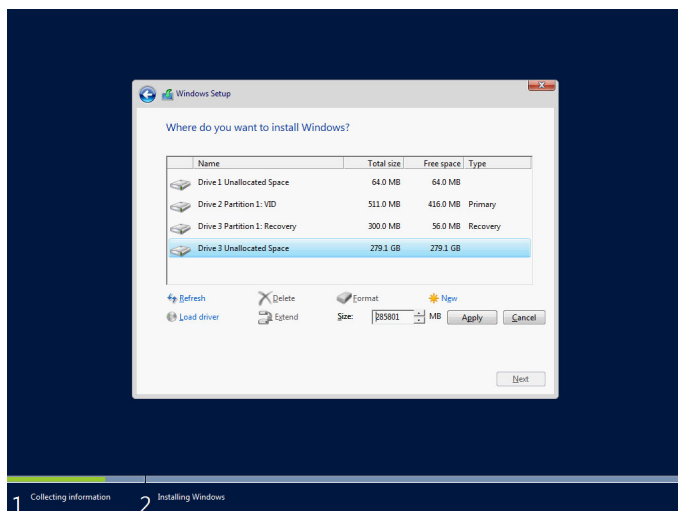 Windows Setup
Where do you want to install Windows?
Name Total size Free space Type
Drive 1 Unallocated Space 64.0 MB 64.0 MB
Drive 2 Partition 1: VID 511.0 MB 416.0 MB Primary
Drive 3 Partition 1: Recovery 300.0 MB 56.0 MB Recovery
Drive 3 Unallocated Space 279.1 GB 279.1 GB
Refresh Delete Format New
Load driver Extend Size: 285801 MB Apply Cancel
Next
1 Collecting information 2 Installing Windows